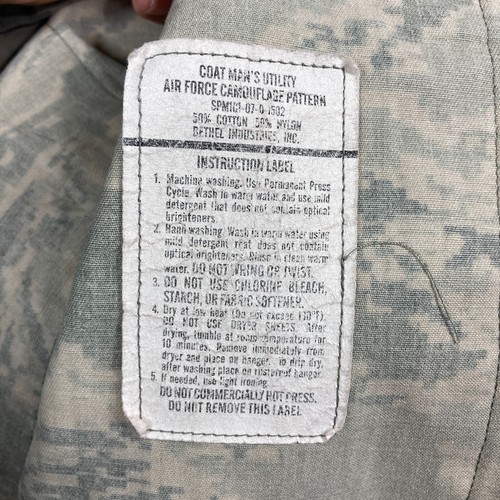 COAT MAN'S UTILITY
AIR FORCE CAMOUFLAGE PATTERN
SPM1C1-07-D-1502
50% COTTON 50% NYLON
BETHEL INDUSTRIES, INC.
INSTRUCTION LABEL
1. Machine washing. Use Permanent Press
Cycle. Wash in warm water and use mild
detergent that does not contain optical
brighteners.
2. Hand washing. Wash in warm water using
mild detergent that does not contain
optical brighteners. Rinse in clean warm
water. DO NOT WRING OR TWIST.
3. DO NOT USE CHLORINE BLEACH,
STARCH, OR FABRIC SOFTENER.
4. Dry at low heat (Do not exceed 130°F).
DO NOT USE DRYER SHEETS. After
drying, tumble at room temperature for
10 minutes. Remove immediately from
dryer and place on hanger. To drip dry,
after washing place on rustproof hanger.
5. If needed, use light ironing.
DO NOT COMMERCIALLY HOT PRESS.
DO NOT REMOVE THIS LABEL